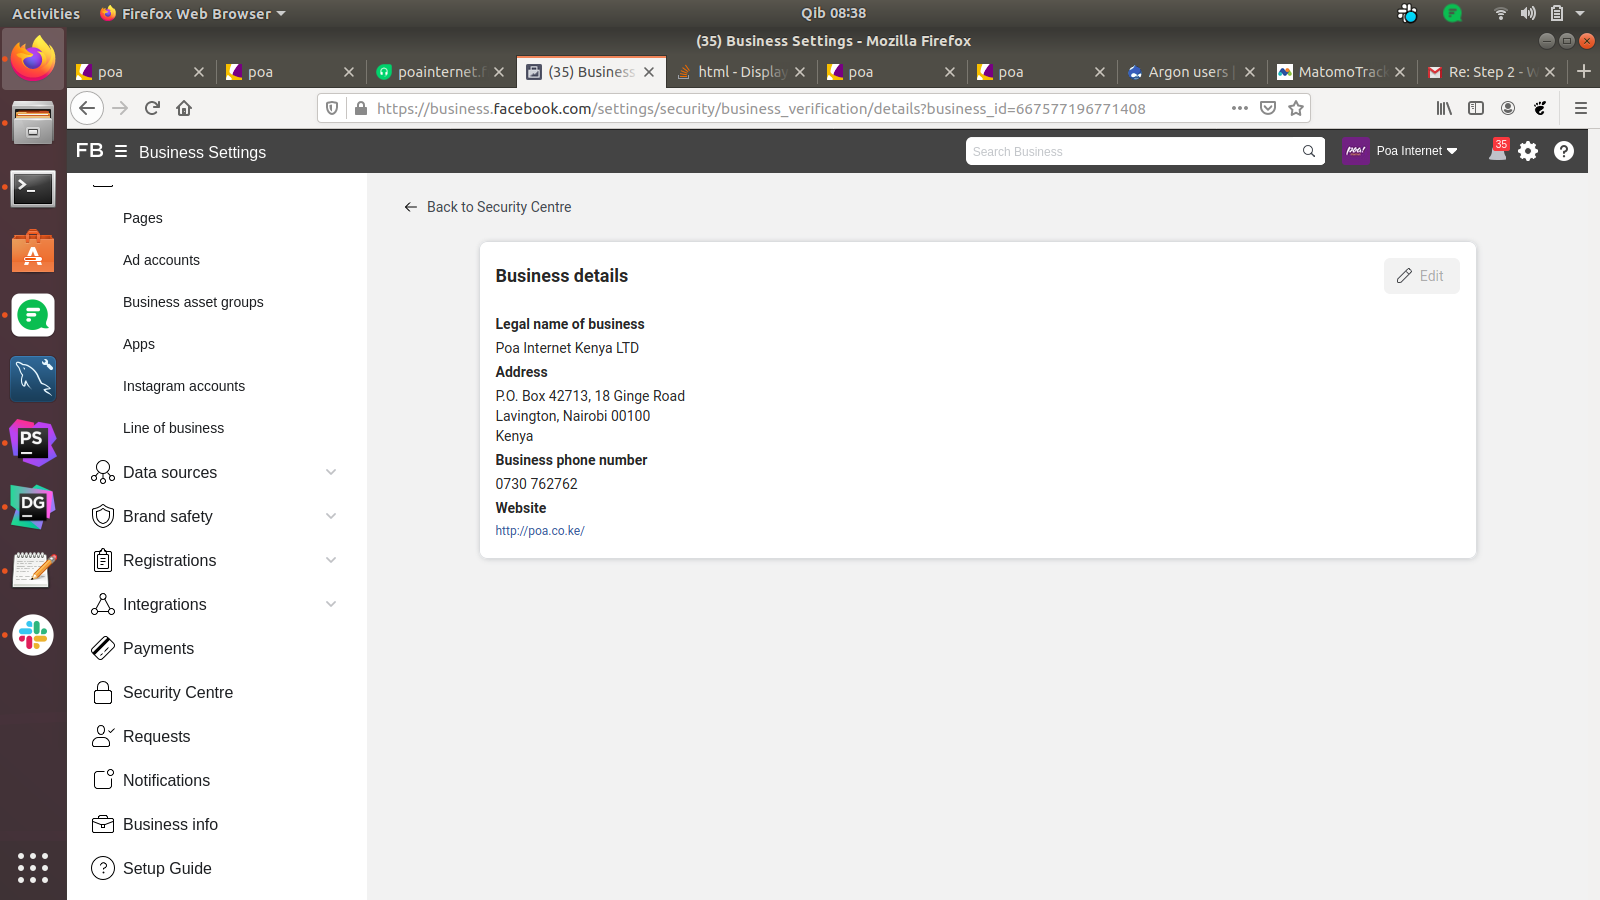 Activities
Firefox Web Browser
Qib 08:38
(35) Business Settings - Mozilla Firefox
poa
poa
poainternet.f
(35) Business
html - Display
poa
poa
Argon users |
MatomoTrack
Re: Step 2 - W
https://business.facebook.com/settings/security/business_verification/details?business_id=667577196771408
FB
Business Settings
Search Business
poa!
Poa Internet
35
Pages
Ad accounts
Business asset groups
Apps
Instagram accounts
Line of business
Data sources
Brand safety
Registrations
Integrations
Payments
Security Centre
Requests
Notifications
Business info
Setup Guide
Back to Security Centre
Business details
Edit
Legal name of business
Poa Internet Kenya LTD
Address
P.O. Box 42713, 18 Ginge Road
Lavington, Nairobi 00100
Kenya
Business phone number
0730 762762
Website
http://poa.co.ke/
PS
DG